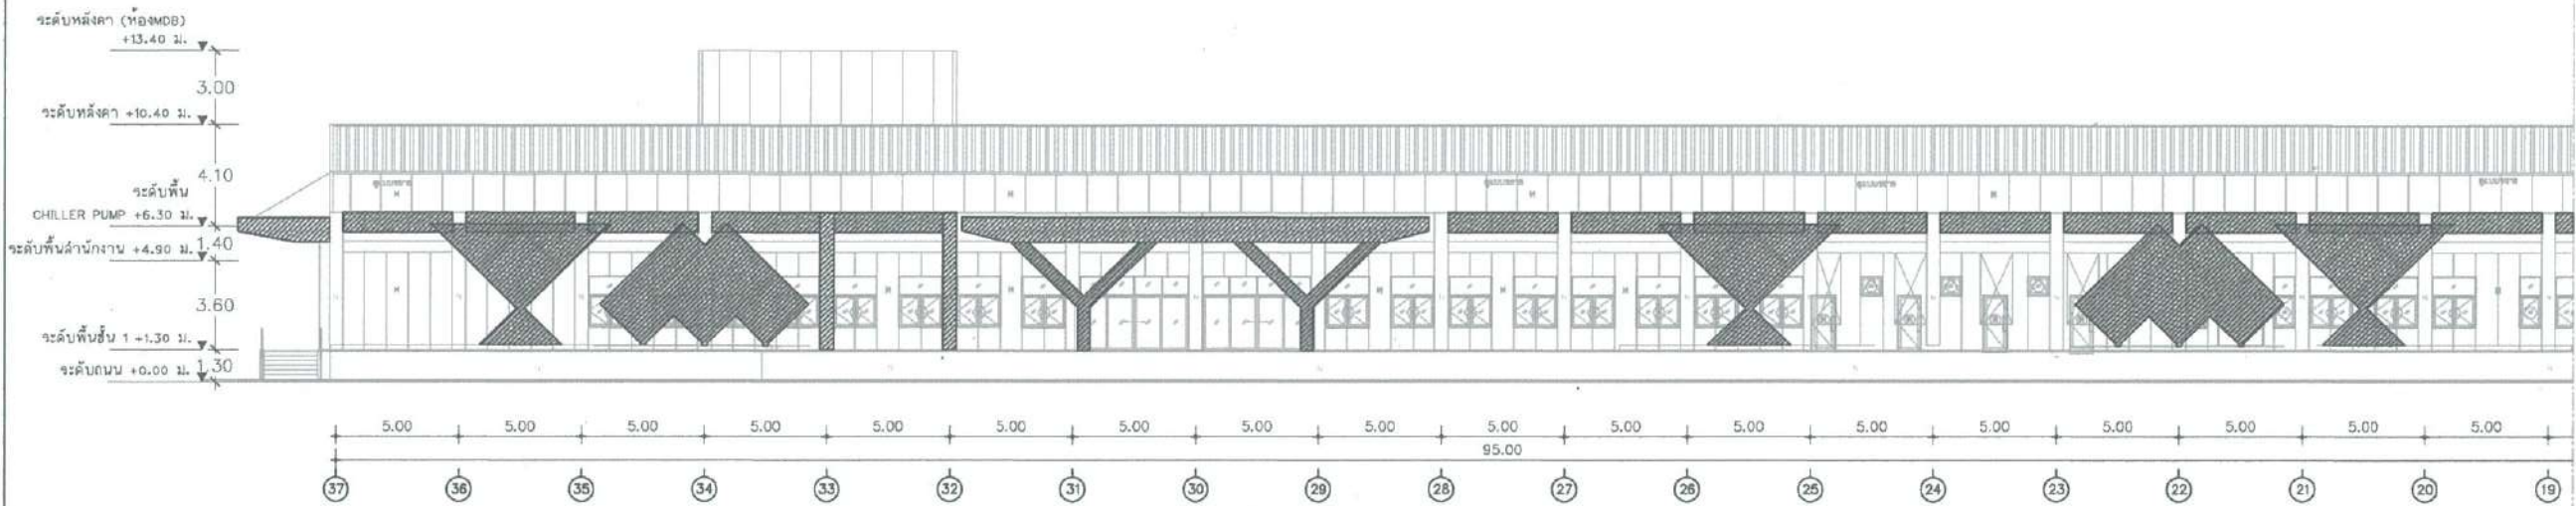 ระดับหลังคา (ห้องMDB)
+13.40 ม.
3.00
ระดับหลังคา +10.40 ม.
4.10
ระดับพื้น
CHILLER PUMP +6.30 ม.
1.40
ระดับพื้นสำนักงาน +4.90 ม.
3.60
ระดับพื้นชั้น 1 +1.30 ม.
1.30
ระดับถนน +0.00 ม.
5.00 5.00 5.00 5.00 5.00 5.00 5.00 5.00 5.00 5.00 5.00 5.00 5.00 5.00 5.00 5.00 5.00 5.00
95.00
37 36 35 34 33 32 31 30 29 28 27 26 25 24 23 22 21 20 19